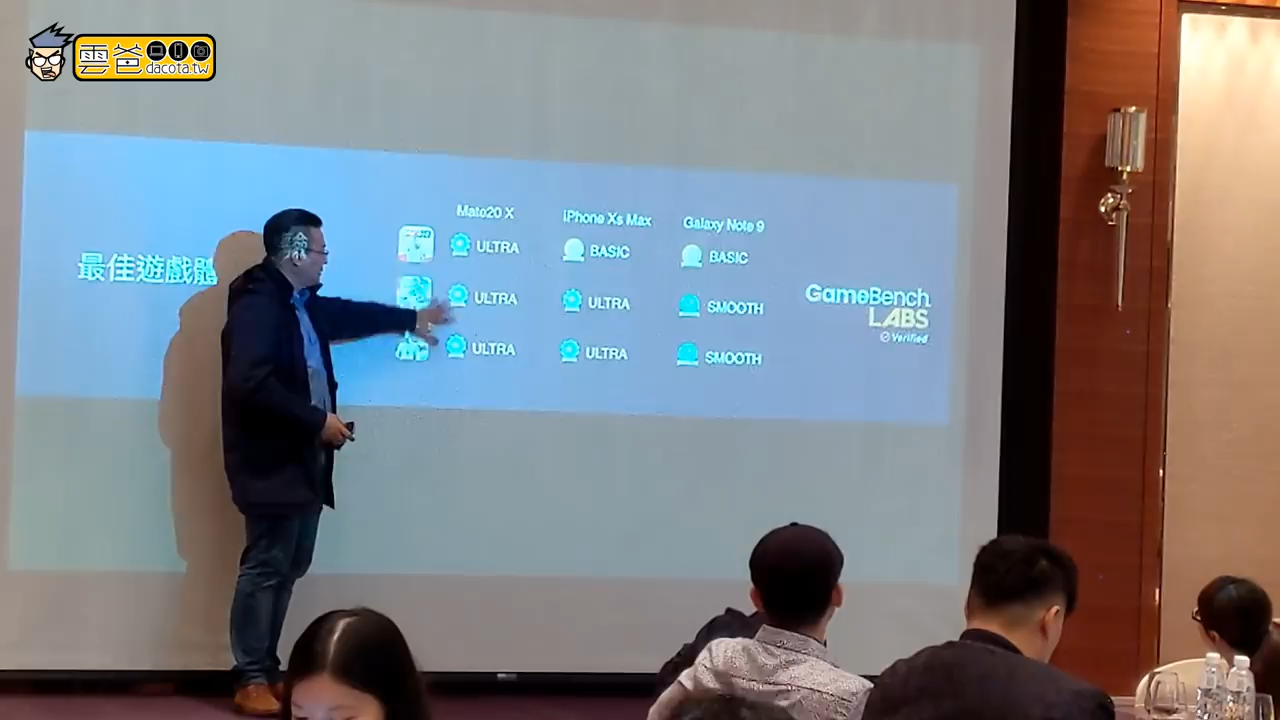 雲爸
dacota.tw
Mate20 X
iPhone Xs Max
Galaxy Note 9
ULTRA
BASIC
BASIC
最佳遊戲體
ULTRA
ULTRA
SMOOTH
GameBench
LABS
Verified
ULTRA
ULTRA
SMOOTH